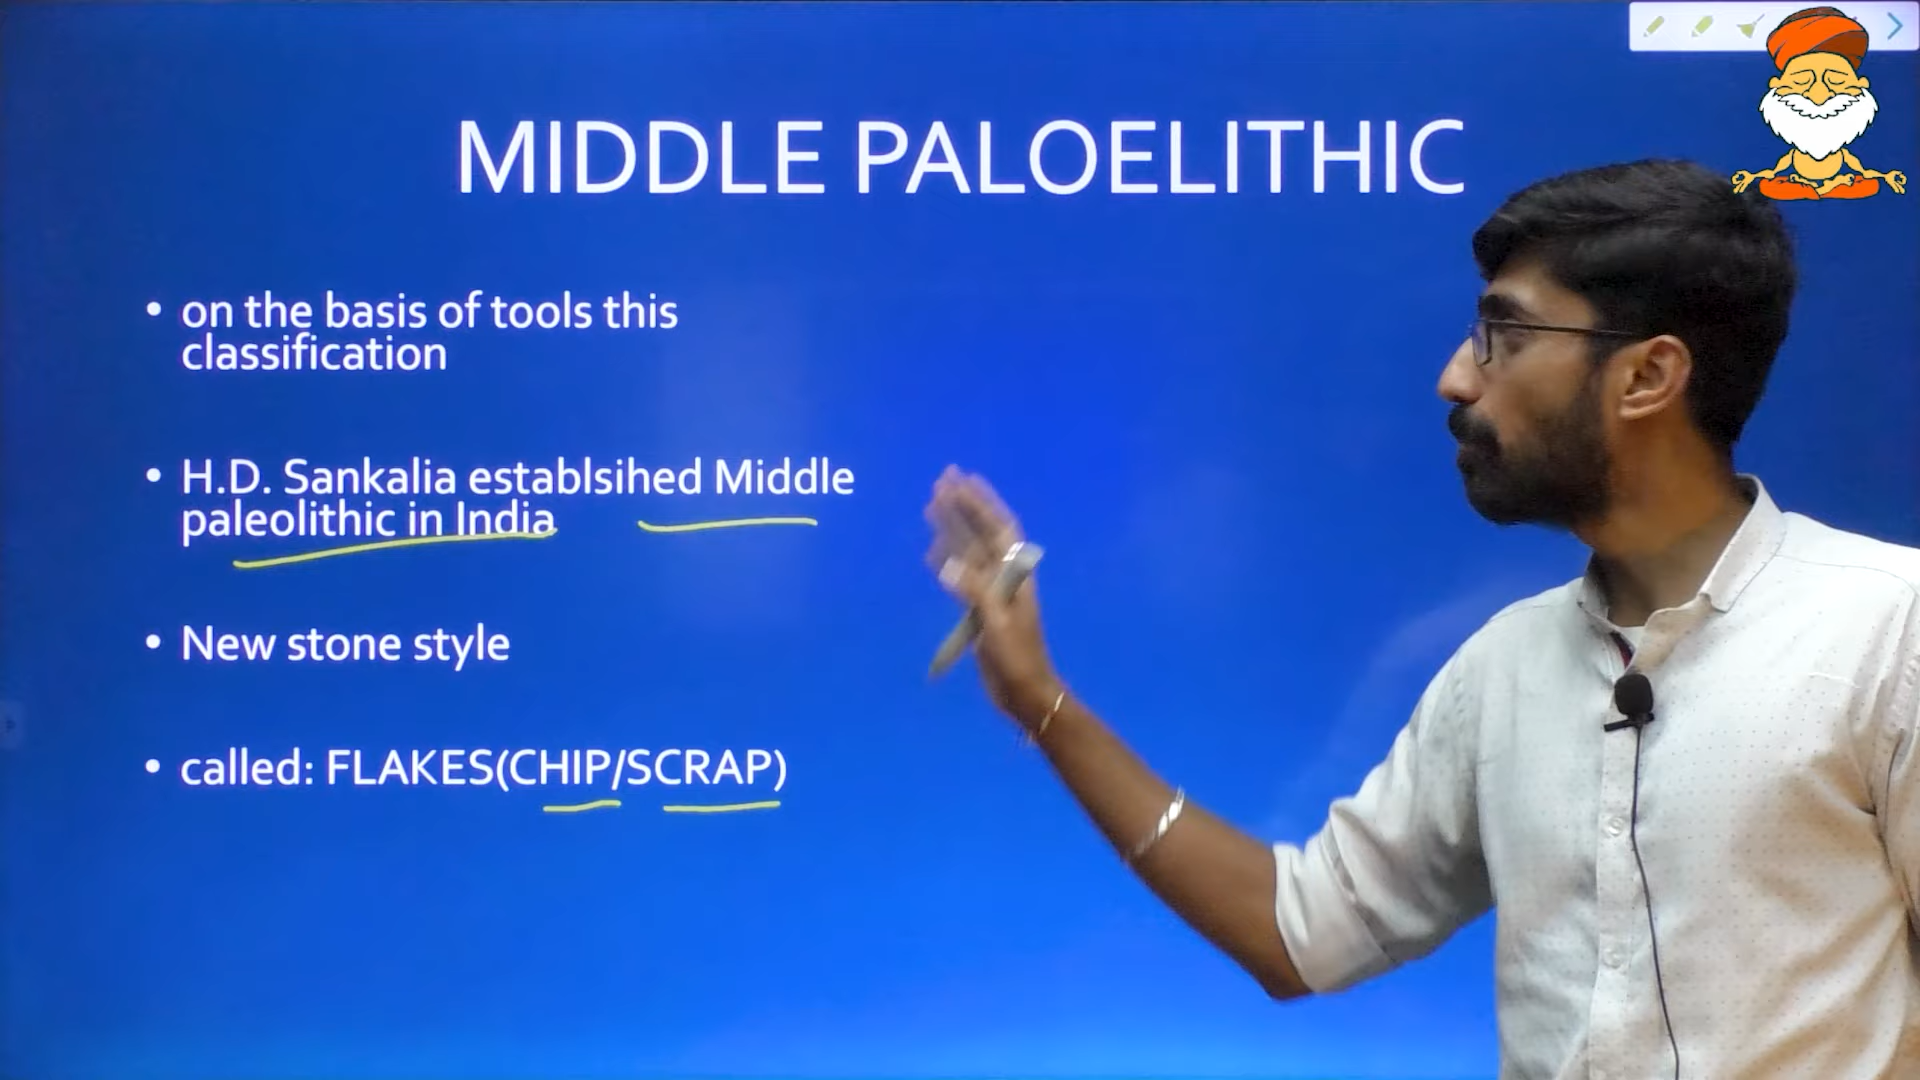 MIDDLE PALOELITHIC
• on the basis of tools this
classification
• H.D. Sankalia establsihed Middle
paleolithic in India
• New stone style
• called: FLAKES(CHIP/SCRAP)